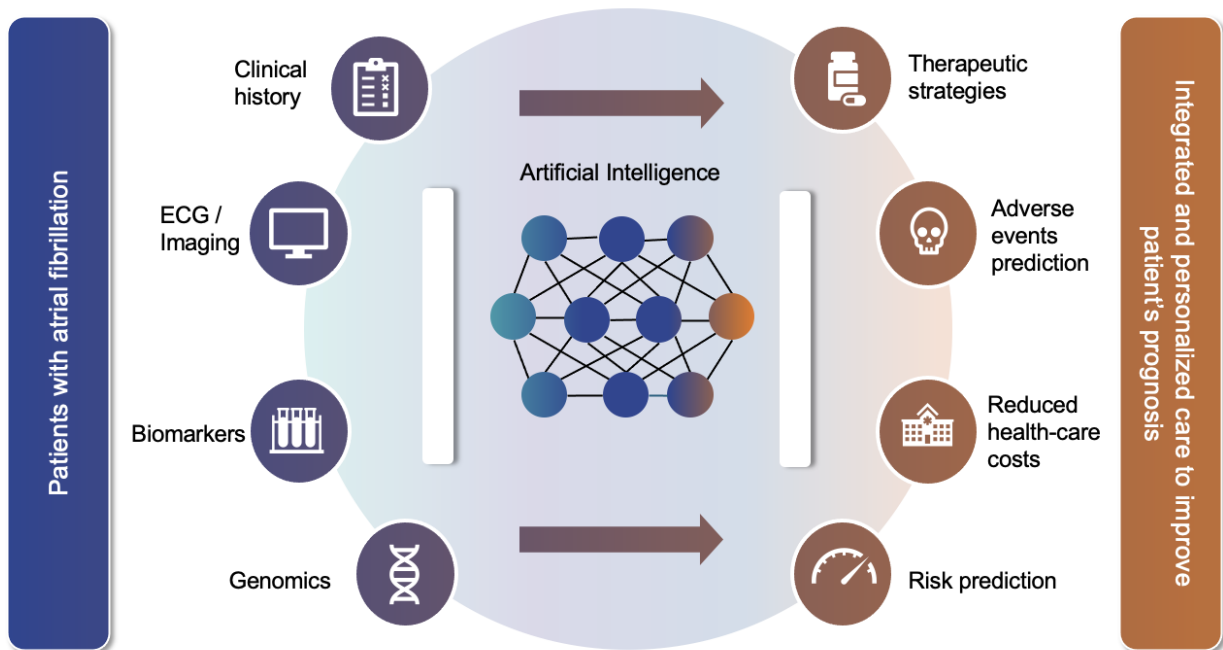 Patients with atrial fibrillation
Clinical
history
ECG /
Imaging
Biomarkers
Genomics
Artificial Intelligence
Therapeutic
strategies
Adverse
events
prediction
Reduced
health-care
costs
Risk prediction
Integrated and personalized care to improve
patient’s prognosis